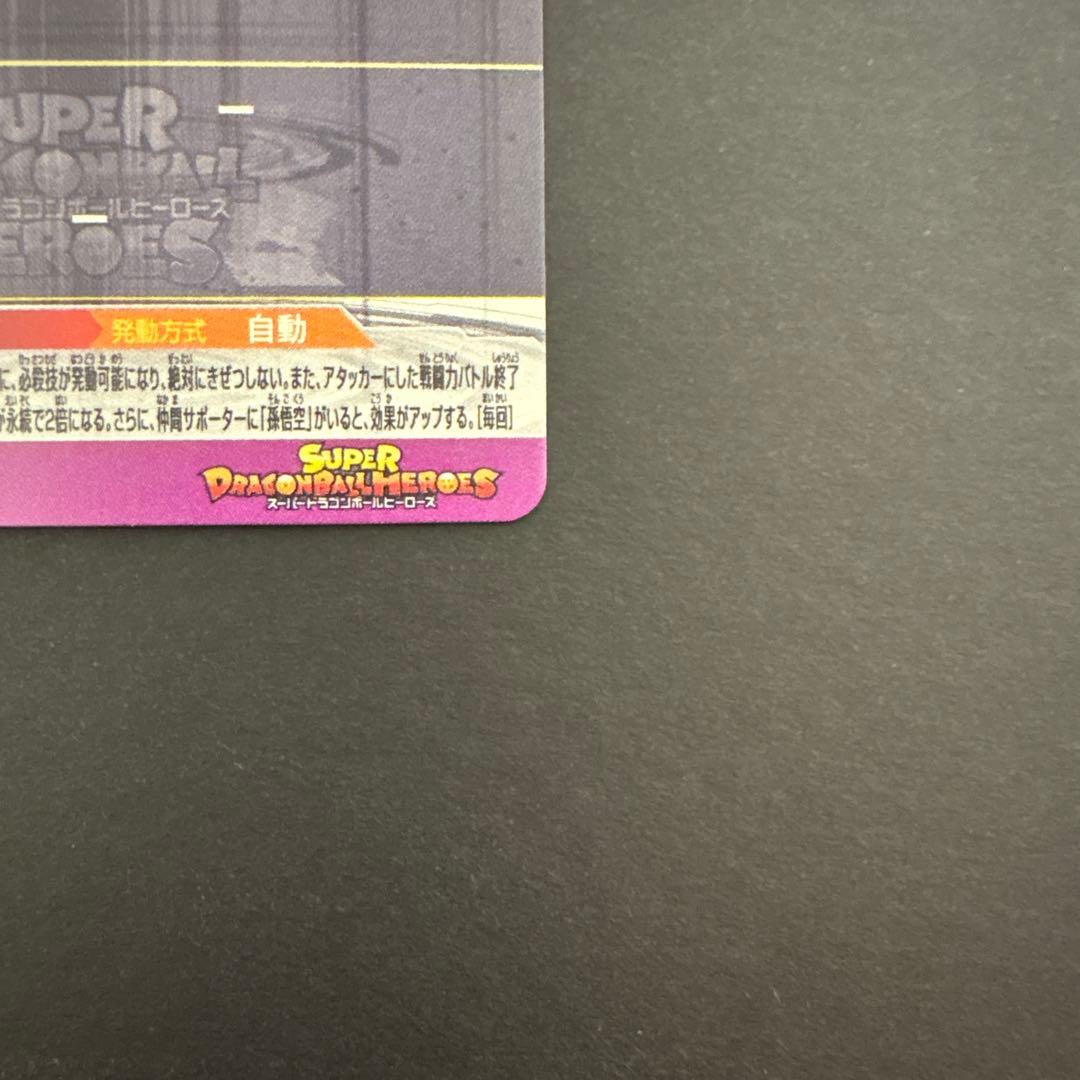 SUPER
DRAGON BALL
ドラゴンボールヒーローズ
HEROES
発動方式 自動
に、必殺技が発動可能になり、絶対にきぜつしない。また、アタッカーにした戦闘力バトル終了
が永続で2倍になる。さらに、仲間サポーターに「孫悟空」がいると、効果がアップする。[毎回]
SUPER
DRAGONBALL HEROES
スーパードラゴンボールヒーローズ